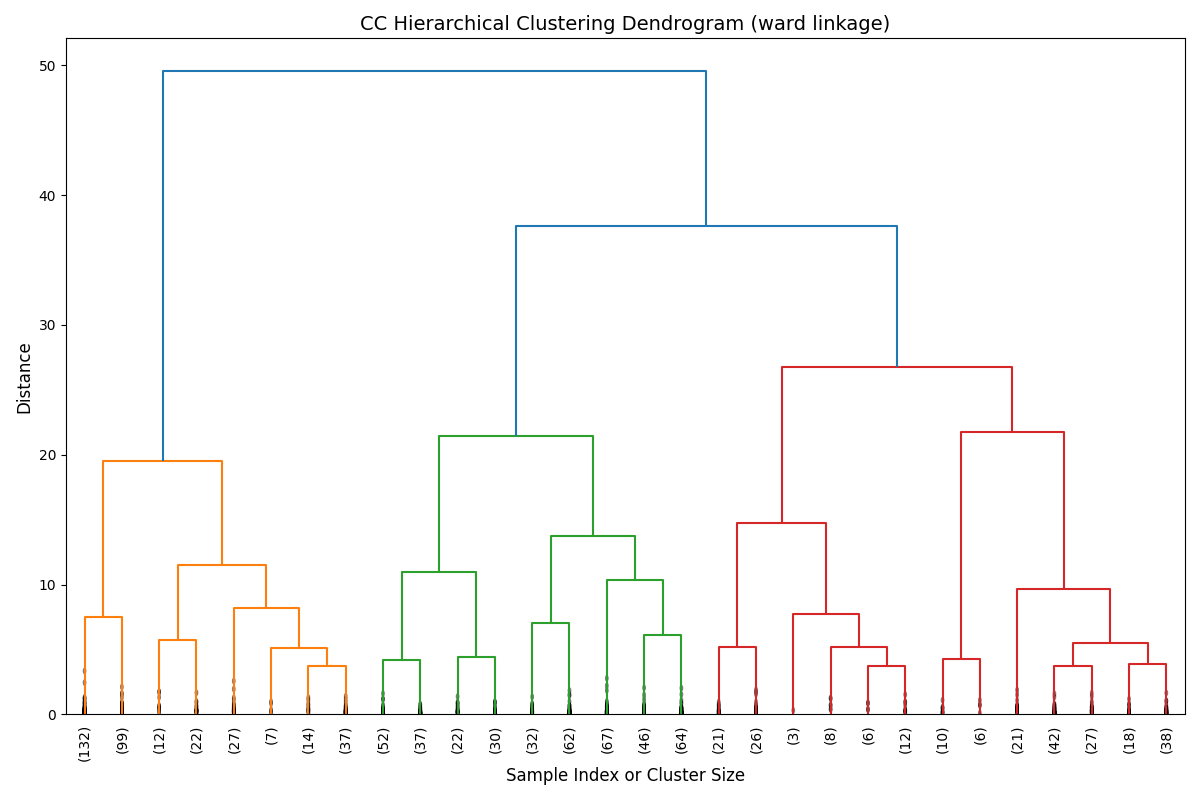 CC Hierarchical Clustering Dendrogram (ward linkage)
50
40
30
20
10
0
Distance
(132) (99) (12) (22) (27) (7) (14) (37) (52) (37) (22) (30) (32) (62) (67) (46) (64) (21) (26) (3) (8) (6) (12) (10) (6) (21) (42) (27) (18) (38)
Sample Index or Cluster Size